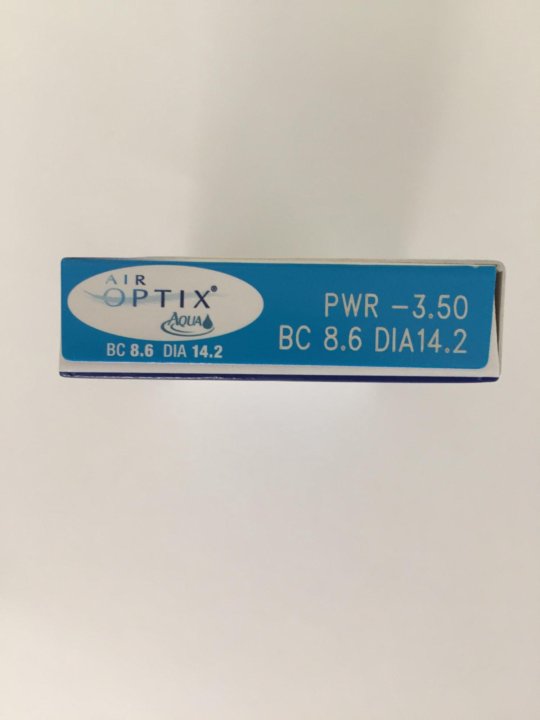 AIR
OPTIX®
AQUA
BC 8.6 DIA 14.2
PWR -3.50
BC 8.6 DIA14.2